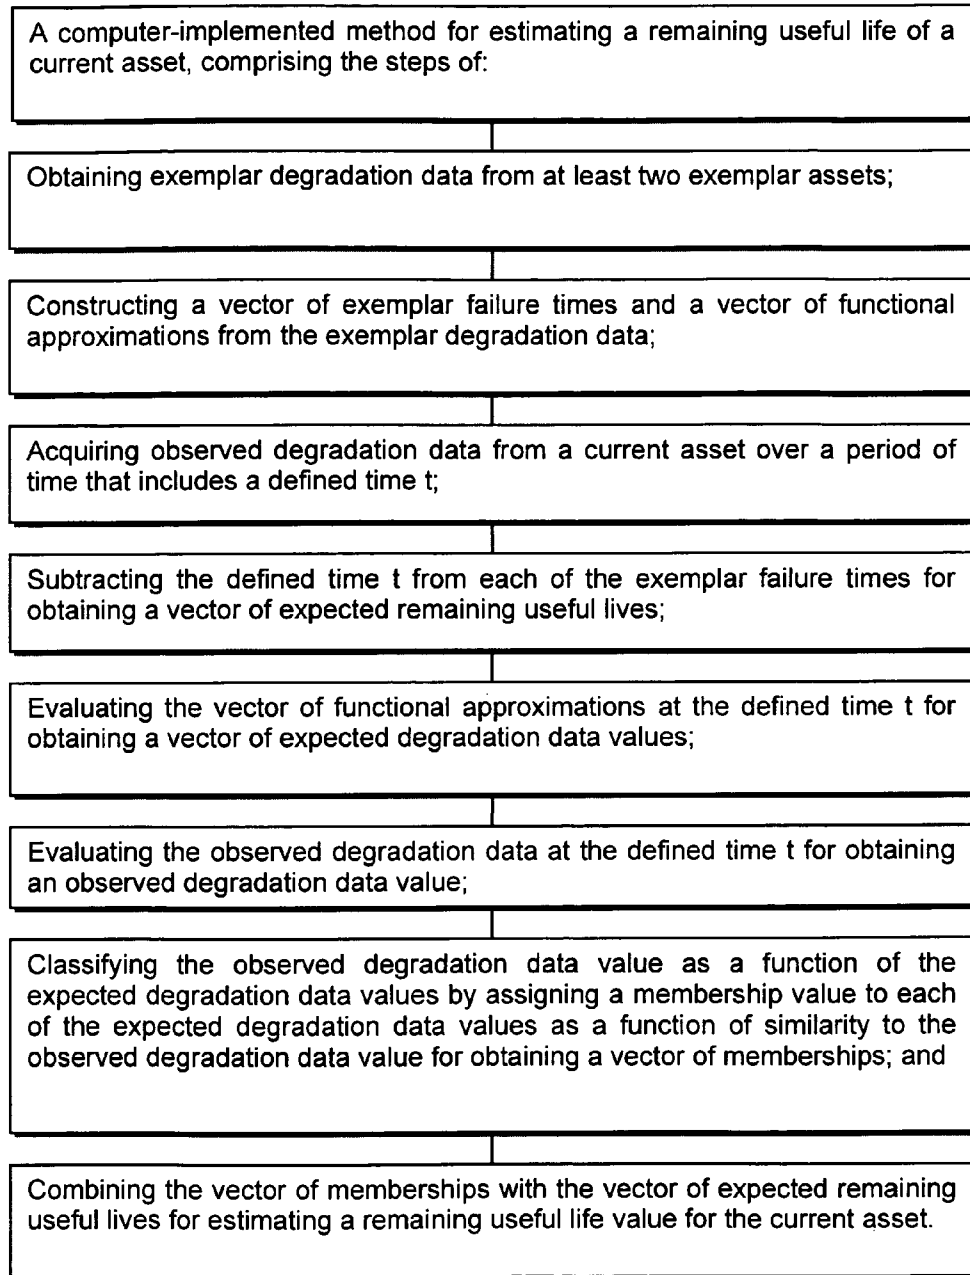 A computer-implemented method for estimating a remaining useful life of a
current asset, comprising the steps of:
Obtaining exemplar degradation data from at least two exemplar assets;
Constructing a vector of exemplar failure times and a vector of functional
approximations from the exemplar degradation data;
Acquiring observed degradation data from a current asset over a period of
time that includes a defined time t;
Subtracting the defined time t from each of the exemplar failure times for
obtaining a vector of expected remaining useful lives;
Evaluating the vector of functional approximations at the defined time t for
obtaining a vector of expected degradation data values;
Evaluating the observed degradation data at the defined time t for obtaining
an observed degradation data value;
Classifying the observed degradation data value as a function of the
expected degradation data values by assigning a membership value to each
of the expected degradation data values as a function of similarity to the
observed degradation data value for obtaining a vector of memberships; and
Combining the vector of memberships with the vector of expected remaining
useful lives for estimating a remaining useful life value for the current asset.